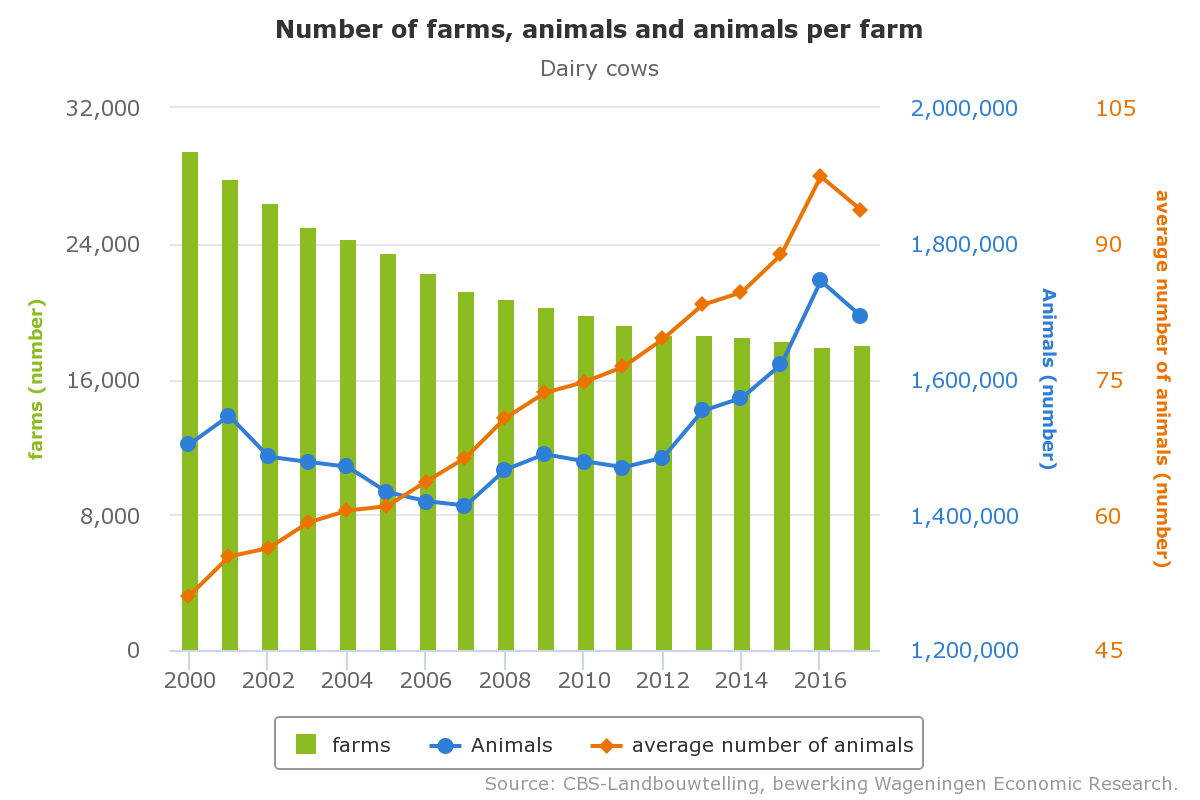 Number of farms, animals and animals per farm
Dairy cows
32,000
24,000
16,000
8,000
0
farms (number)
2,000,000
1,800,000
1,600,000
1,400,000
1,200,000
Animals (number)
105
90
75
60
45
average number of animals (number)
2000 2002 2004 2006 2008 2010 2012 2014 2016
farms Animals average number of animals
Source: CBS-Landbouwtelling, bewerking Wageningen Economic Research.